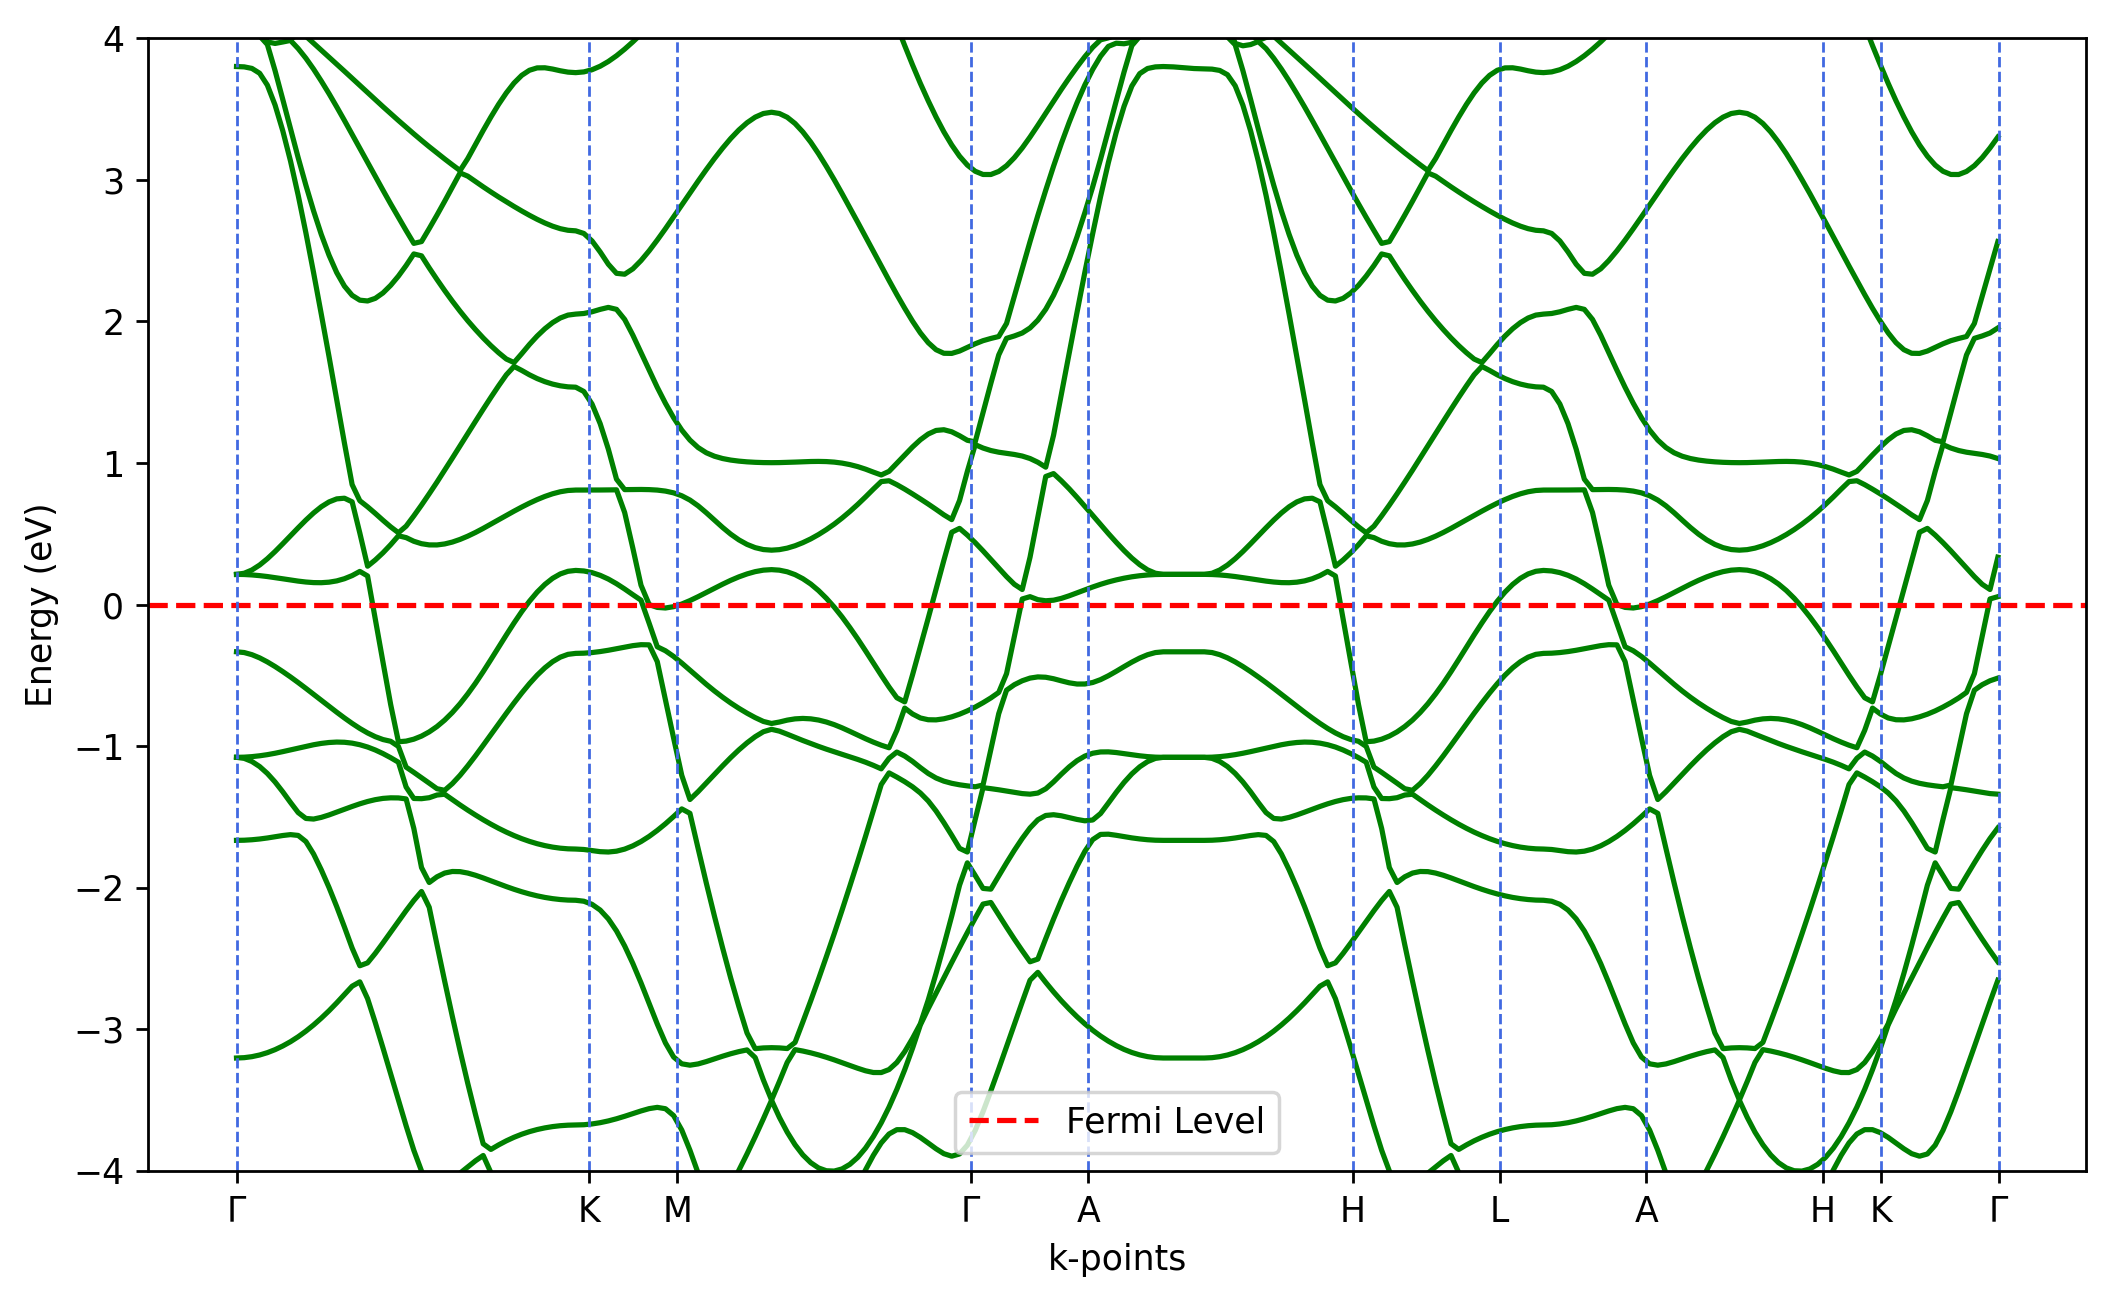 4
3
2
1
0
−1
−2
−3
−4
Energy (eV)
Fermi Level
Γ K M Γ A H L A H K Γ
k-points